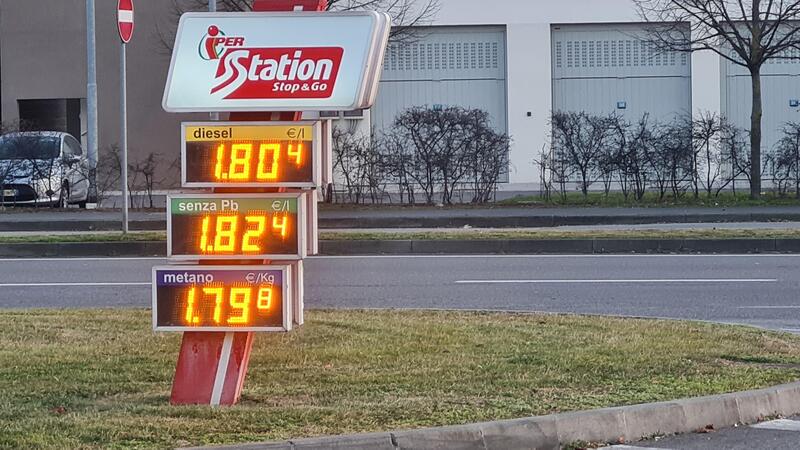 iPER
Station
Stop&Go
diesel €/l
1.804
senza Pb €/l
1.824
metano €/Kg
1.798